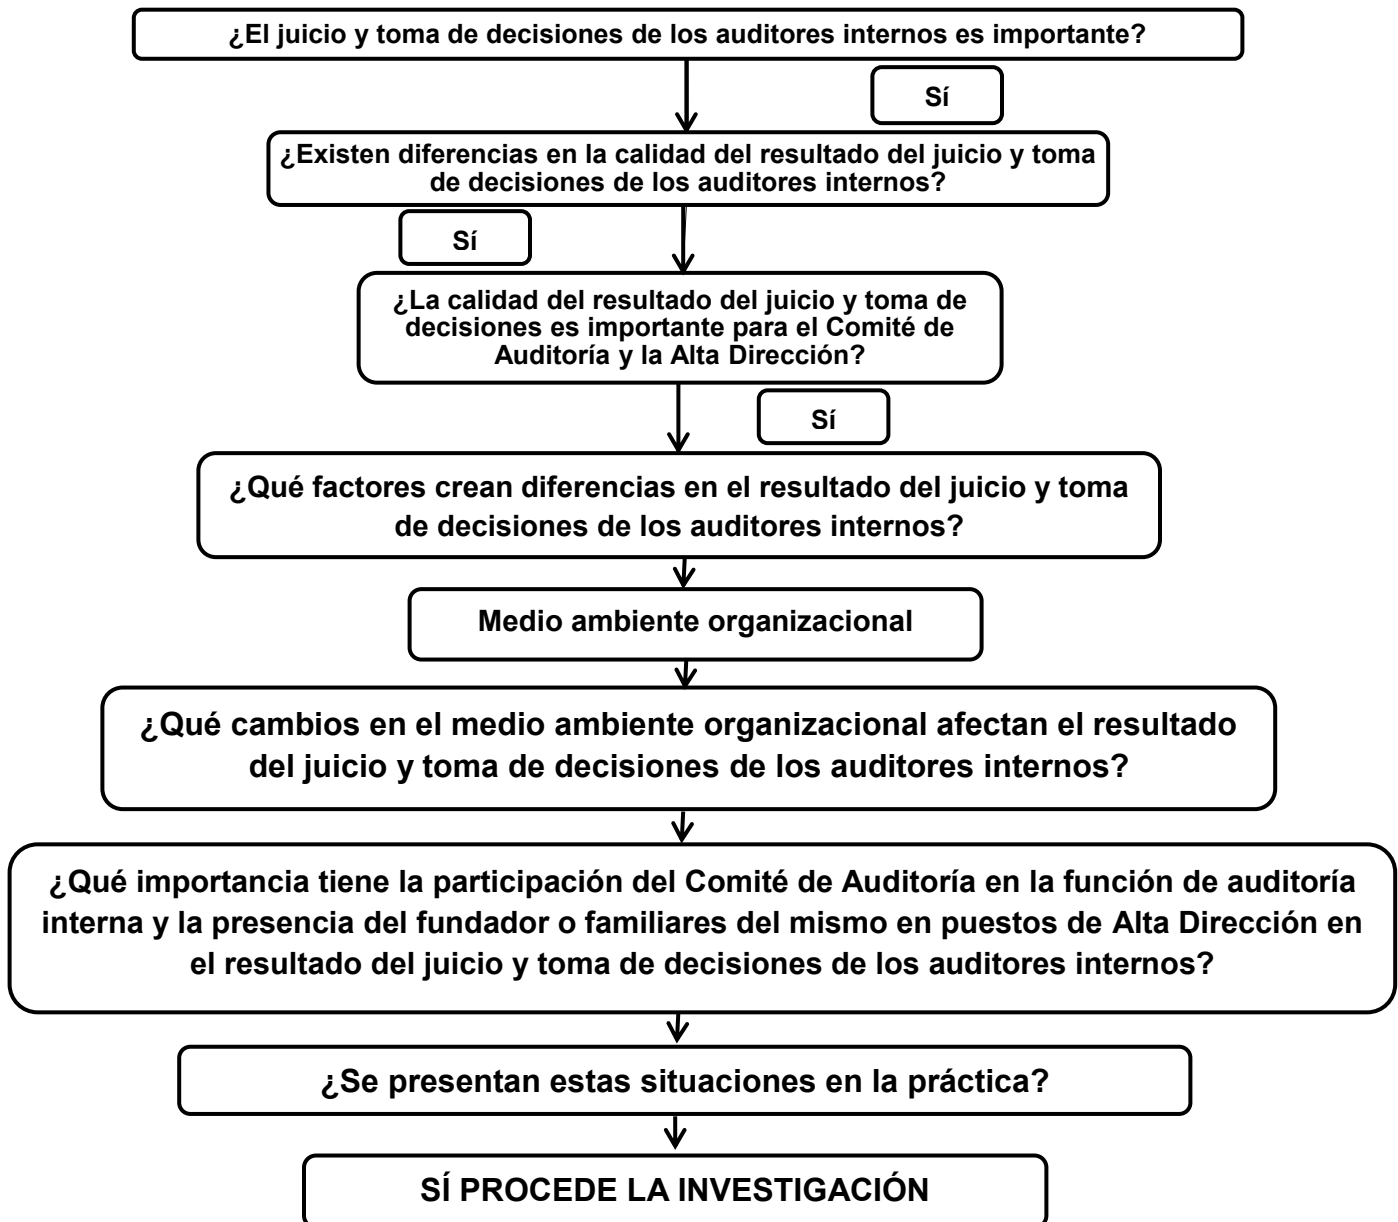 ¿El juicio y toma de decisiones de los auditores internos es importante?
Sí
¿Existen diferencias en la calidad del resultado del juicio y toma
de decisiones de los auditores internos?
Sí
¿La calidad del resultado del juicio y toma de
decisiones es importante para el Comité de
Auditoría y la Alta Dirección?
Sí
¿Qué factores crean diferencias en el resultado del juicio y toma
de decisiones de los auditores internos?
Medio ambiente organizacional
¿Qué cambios en el medio ambiente organizacional afectan el resultado
del juicio y toma de decisiones de los auditores internos?
¿Qué importancia tiene la participación del Comité de Auditoría en la función de auditoría
interna y la presencia del fundador o familiares del mismo en puestos de Alta Dirección en
el resultado del juicio y toma de decisiones de los auditores internos?
¿Se presentan estas situaciones en la práctica?
SÍ PROCEDE LA INVESTIGACIÓN